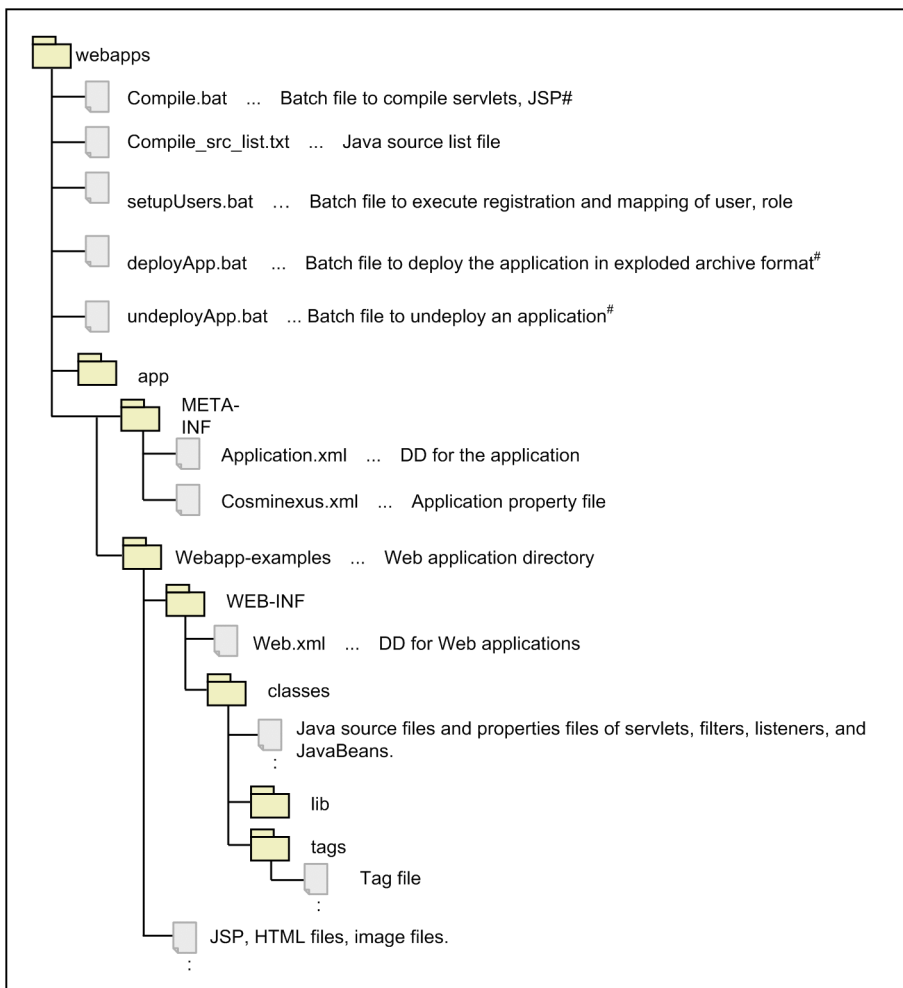 webapps
Compile.bat ... Batch file to compile servlets, JSP#
Compile_src_list.txt ... Java source list file
setupUsers.bat ... Batch file to execute registration and mapping of user, role
deployApp.bat ... Batch file to deploy the application in exploded archive format#
undeployApp.bat ... Batch file to undeploy an application#
app
META-
INF
Application.xml ... DD for the application
Cosminexus.xml ... Application property file
Webapp-examples ... Web application directory
WEB-INF
Web.xml ... DD for Web applications
classes
Java source files and properties files of servlets, filters, listeners, and
JavaBeans.
:
lib
tags
Tag file
:
JSP, HTML files, image files.
: